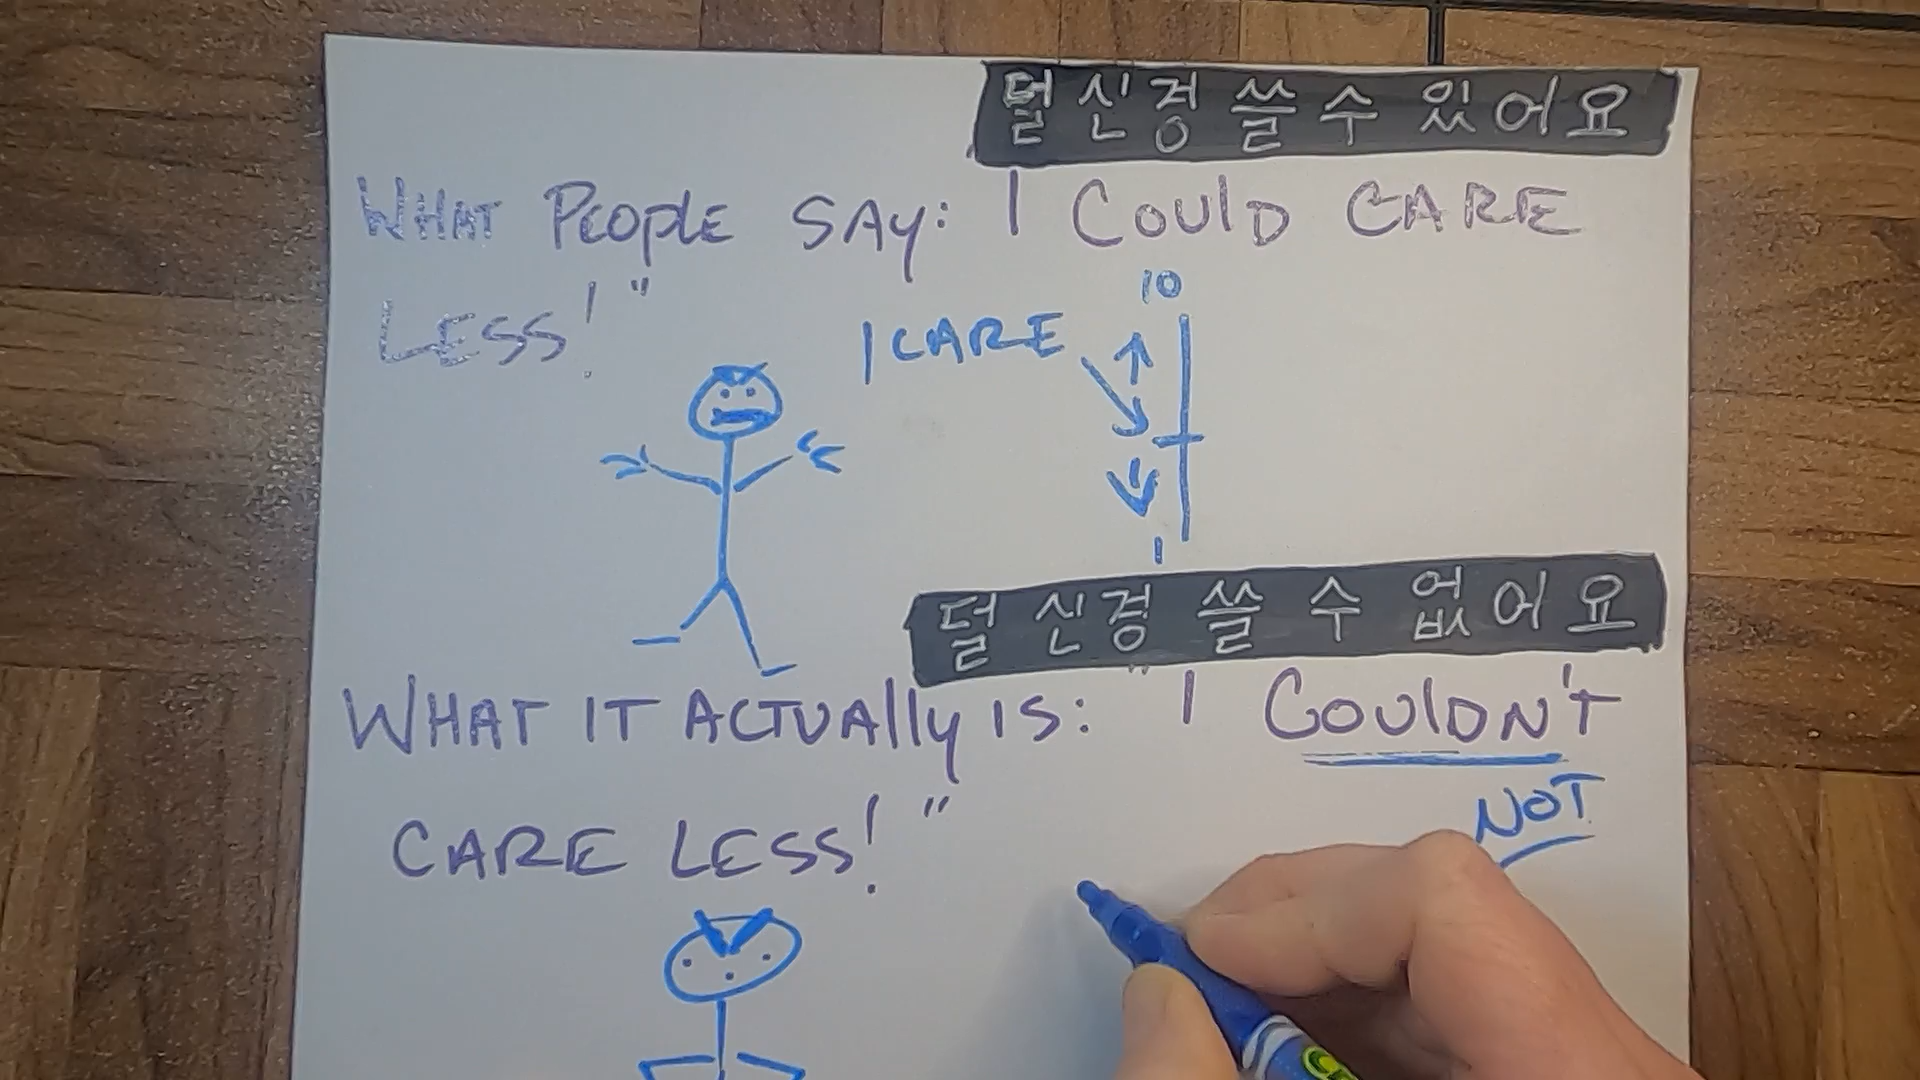 덜 신경 쓸 수 있어요
WHAT PEOPLE SAY: I COULD CARE
LESS!"
10
I CARE
1
덜 신경 쓸 수 없어요
WHAT IT ACTUALLY IS: "I COULDN'T
NOT
CARE LESS!"